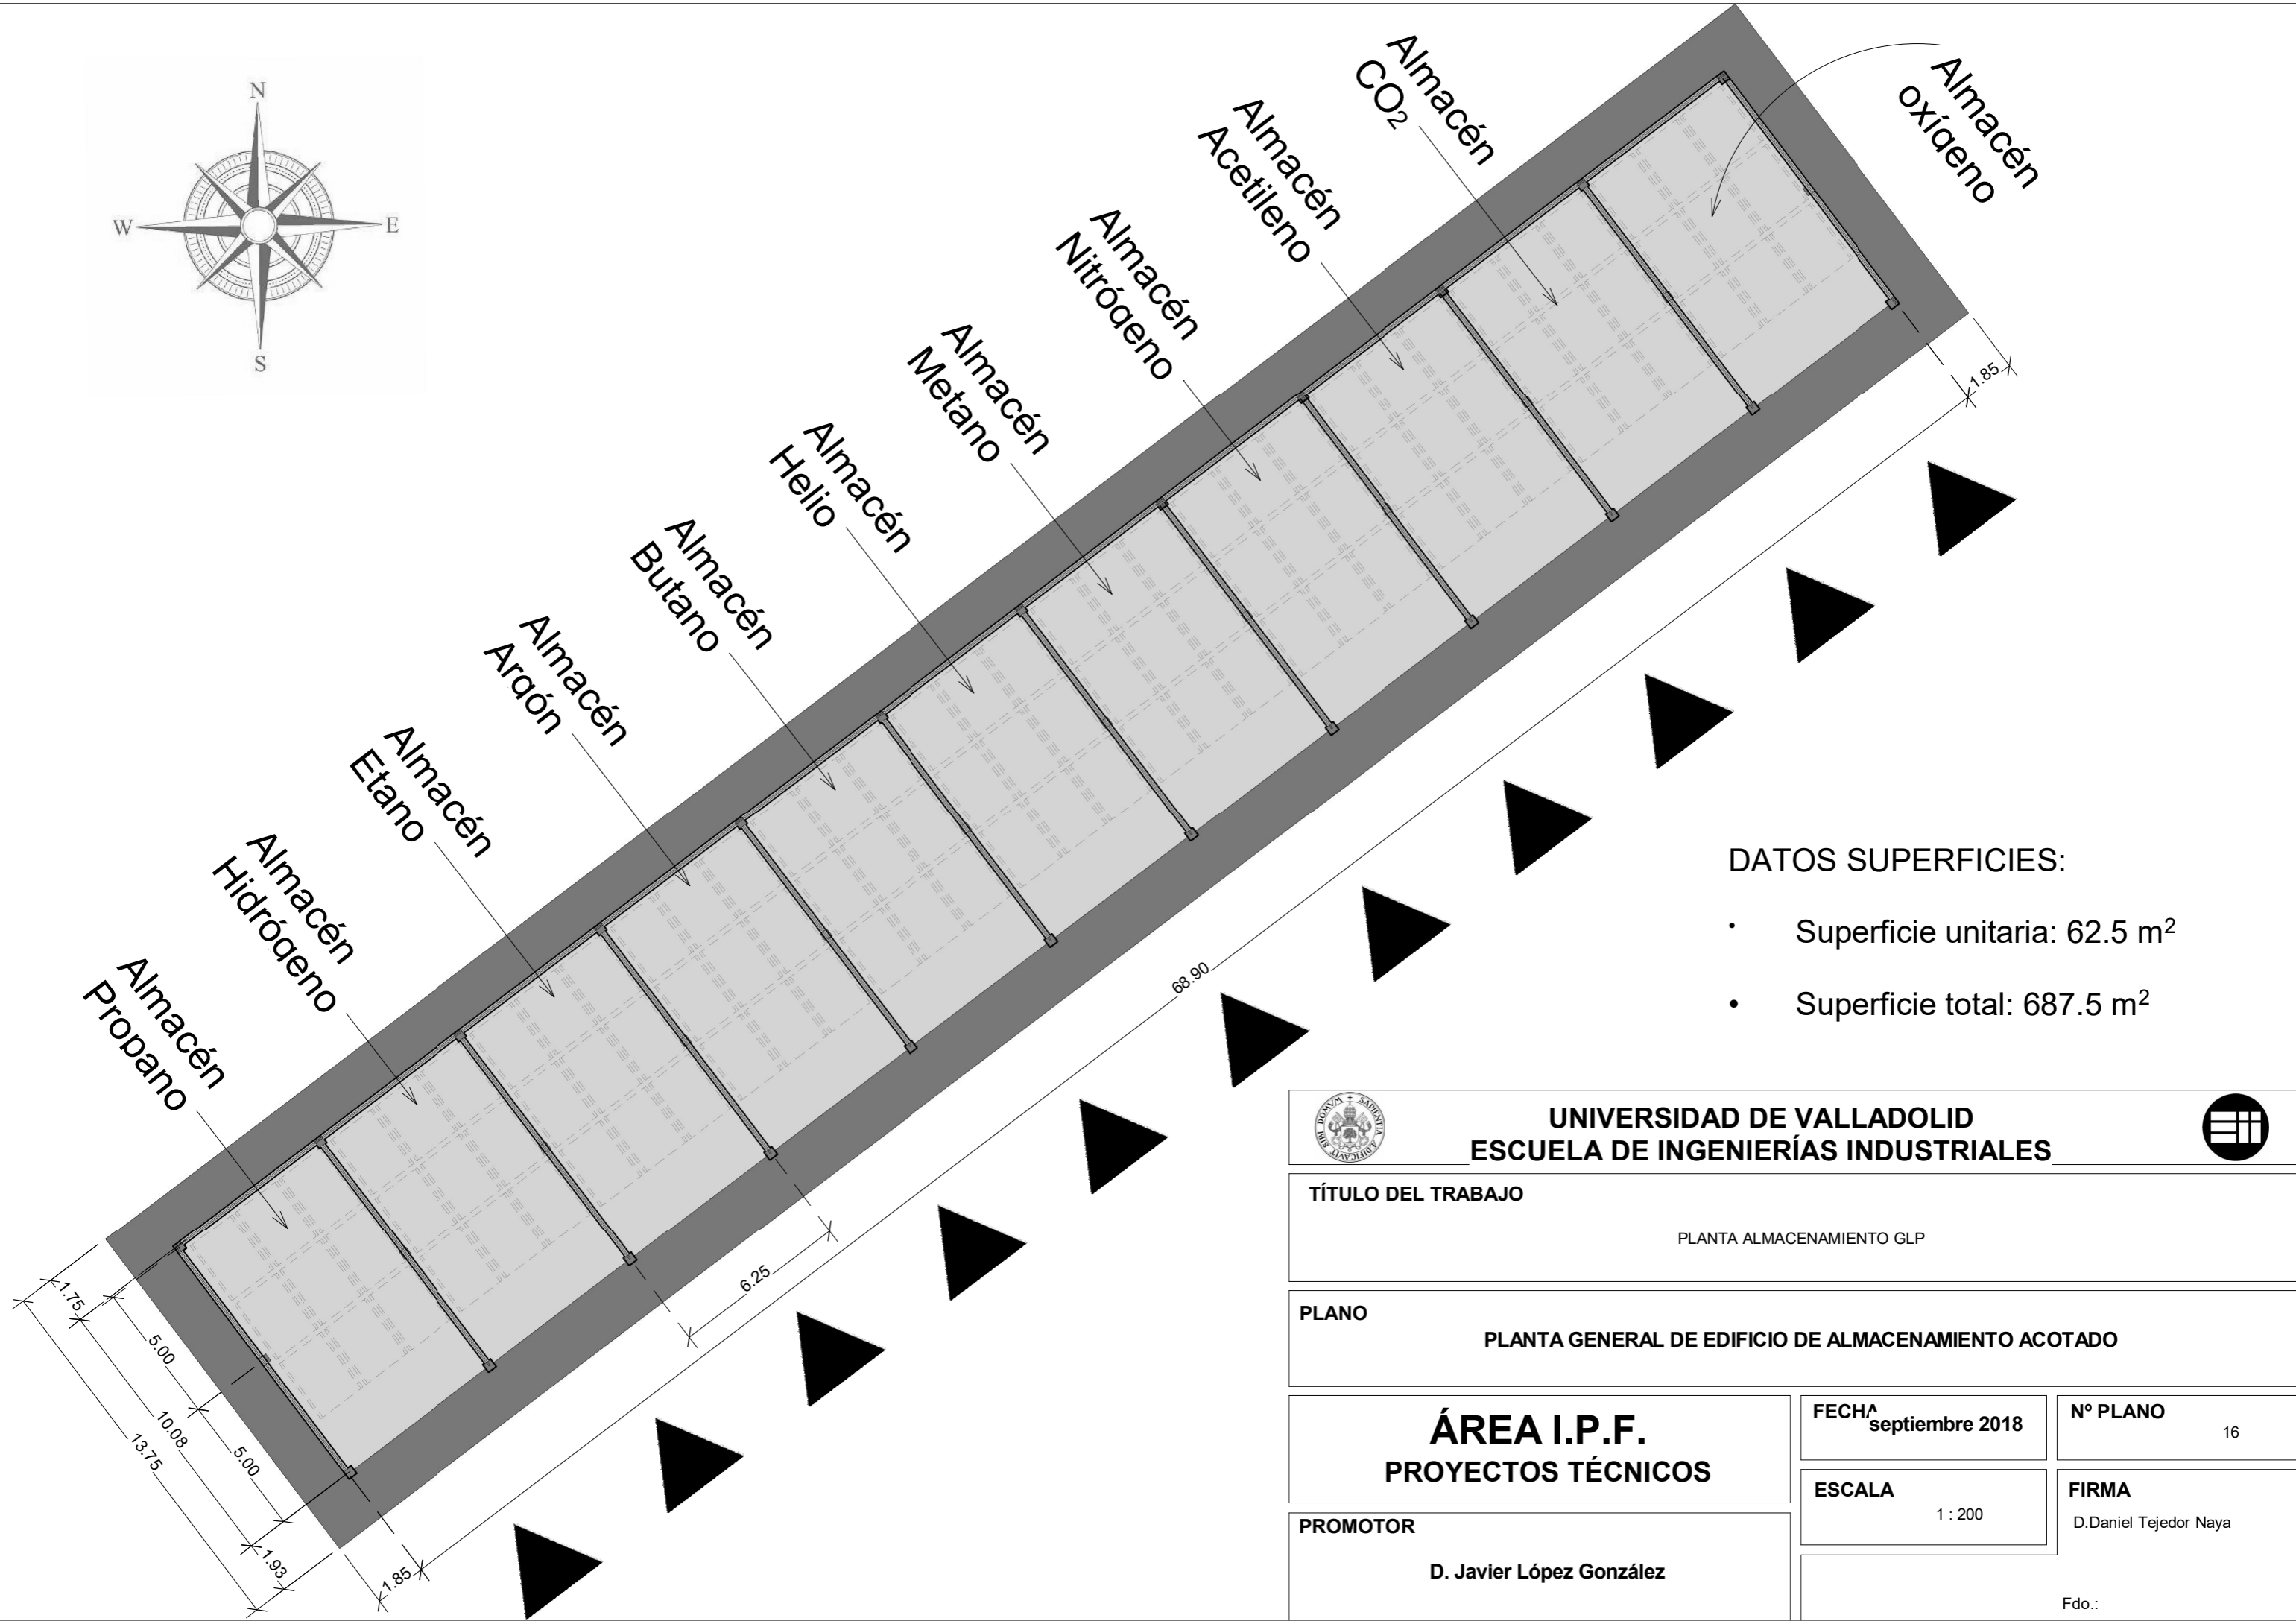 N
W
E
S
Almacén
Propano
Almacén
Hidrógeno
Almacén
Etano
Almacén
Argón
Almacén
Butano
Almacén
Helio
Almacén
Metano
Almacén
Nitrógeno
Almacén
Acetileno
Almacén
CO2
Almacén
oxígeno
1.85
68.90
6.25
1.75
5.00
10.08
13.75
5.00
1.93
1.85
DATOS SUPERFICIES:
• Superficie unitaria: 62.5 m²
• Superficie total: 687.5 m²
SIBI DOMVM + SAPIENTIA ÆDIFICAVIT
UNIVERSIDAD DE VALLADOLID
ESCUELA DE INGENIERÍAS INDUSTRIALES
TÍTULO DEL TRABAJO
PLANTA ALMACENAMIENTO GLP
PLANO
PLANTA GENERAL DE EDIFICIO DE ALMACENAMIENTO ACOTADO
ÁREA I.P.F.
PROYECTOS TÉCNICOS
FECHA
septiembre 2018
Nº PLANO
16
ESCALA
1 : 200
FIRMA
D.Daniel Tejedor Naya
PROMOTOR
D. Javier López González
Fdo.: